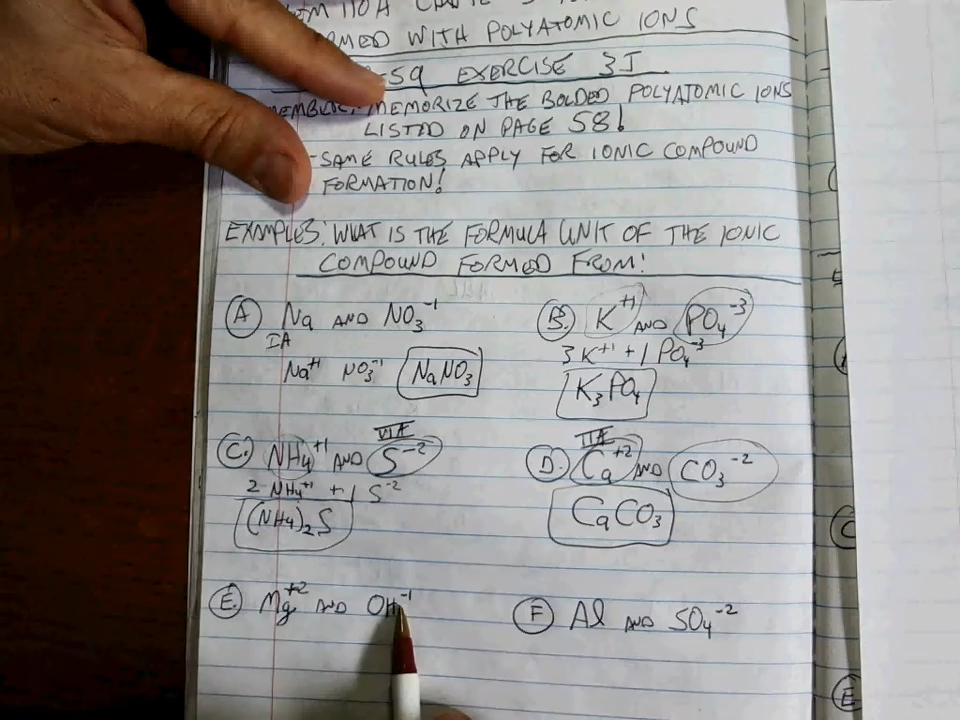 110A
FORMED WITH POLYATOMIC IONS
59 EXERCISE 3I
MEMORIZE THE BOLDED POLYATOMIC IONS
LISTED ON PAGE 58!
-SAME RULES APPLY FOR IONIC COMPOUND
FORMATION!
EXAMPLES: WHAT IS THE FORMULA UNIT OF THE IONIC
COMPOUND FORMED FROM:
A Na AND NO₃⁻¹
IA
Na⁺¹ NO₃⁻¹ NaNO₃
B. K⁺¹ AND PO₄⁻³
3K⁺¹ + 1 PO₄⁻³
K₃PO₄
VIA
C. NH₄⁺¹ AND S⁻²
2 NH₄⁺¹ + 1 S⁻²
(NH₄)₂S
IIA
D. Ca⁺² AND CO₃⁻²
CaCO₃
E. Mg⁺² AND OH⁻¹
F Al AND SO₄⁻²
C
E